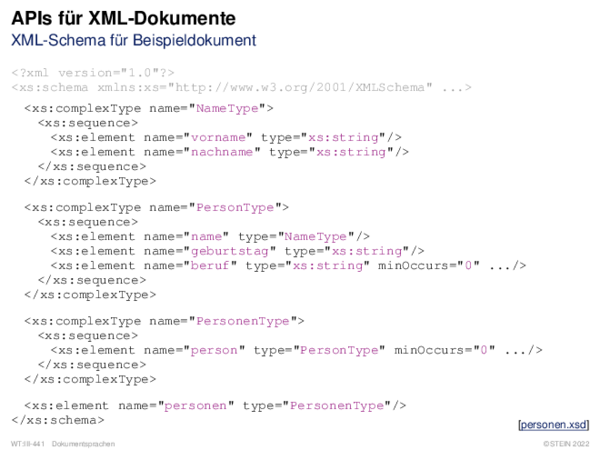 APIs für XML-Dokumente
XML-Schema für Beispieldokument
<?xml version="1.0"?>
<xs:schema xmlns:xs="http://www.w3.org/2001/XMLSchema" ...>
<xs:complexType name="NameType">
<xs:sequence>
<xs:element name="vorname" type="xs:string"/>
<xs:element name="nachname" type="xs:string"/>
</xs:sequence>
</xs:complexType>
<xs:complexType name="PersonType">
<xs:sequence>
<xs:element name="name" type="NameType"/>
<xs:element name="geburtstag" type="xs:string"/>
<xs:element name="beruf" type="xs:string" minOccurs="0" .../>
</xs:sequence>
</xs:complexType>
<xs:complexType name="PersonenType">
<xs:sequence>
<xs:element name="person" type="PersonType" minOccurs="0" .../>
</xs:sequence>
</xs:complexType>
<xs:element name="personen" type="PersonenType"/>
</xs:schema>
[personen.xsd]
WT:III-441 Dokumentsprachen
©STEIN 2022